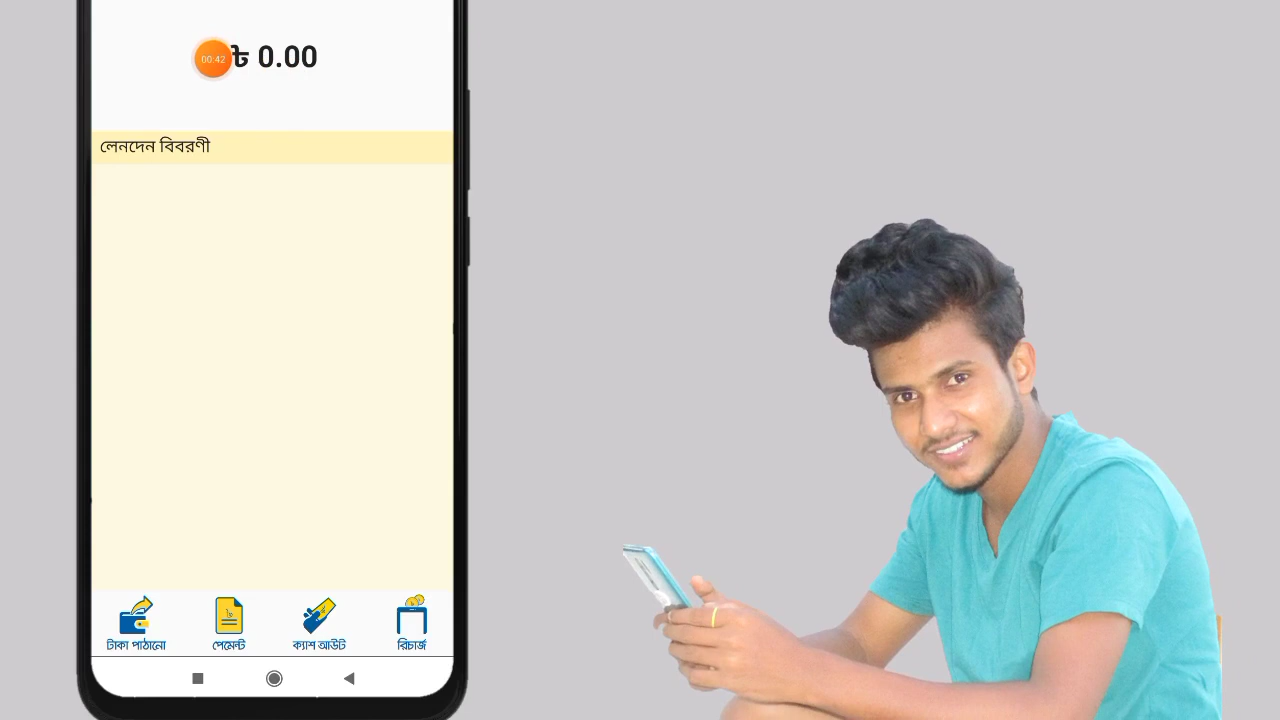 00:42
৳ 0.00
লেনদেন বিবরণী
টাকা পাঠানো
পেমেন্ট
ক্যাশ আউট
রিচার্জ